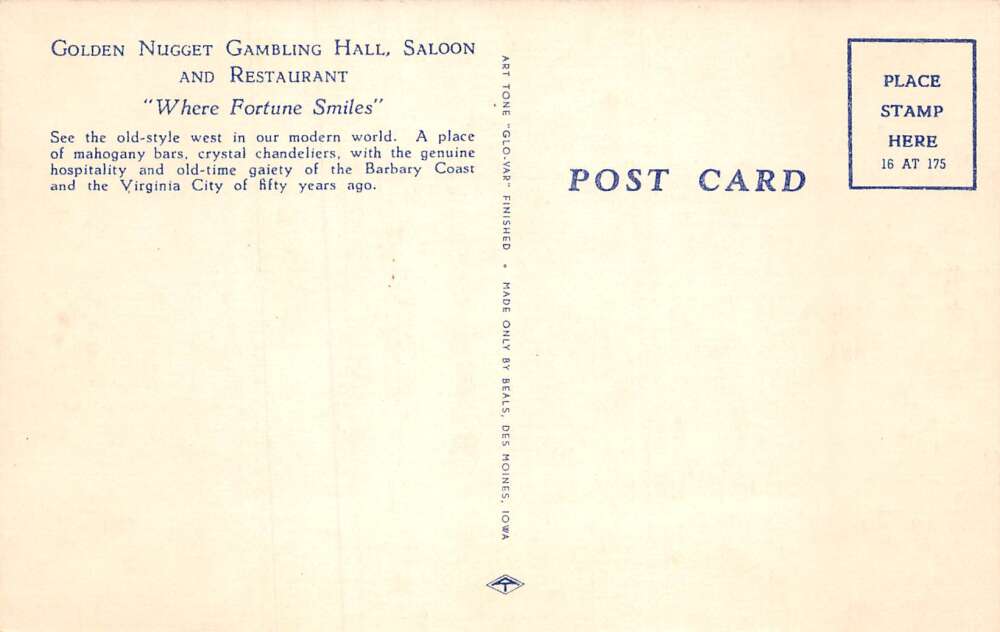 GOLDEN NUGGET GAMBLING HALL, SALOON
AND RESTAURANT
"Where Fortune Smiles"
See the old-style west in our modern world. A place
of mahogany bars, crystal chandeliers, with the genuine
hospitality and old-time gaiety of the Barbary Coast
and the Virginia City of fifty years ago.
ART TONE "GLO-VAR" FINISHED • MADE ONLY BY BEALS, DES MOINES, IOWA
POST CARD
PLACE
STAMP
HERE
16 AT 175